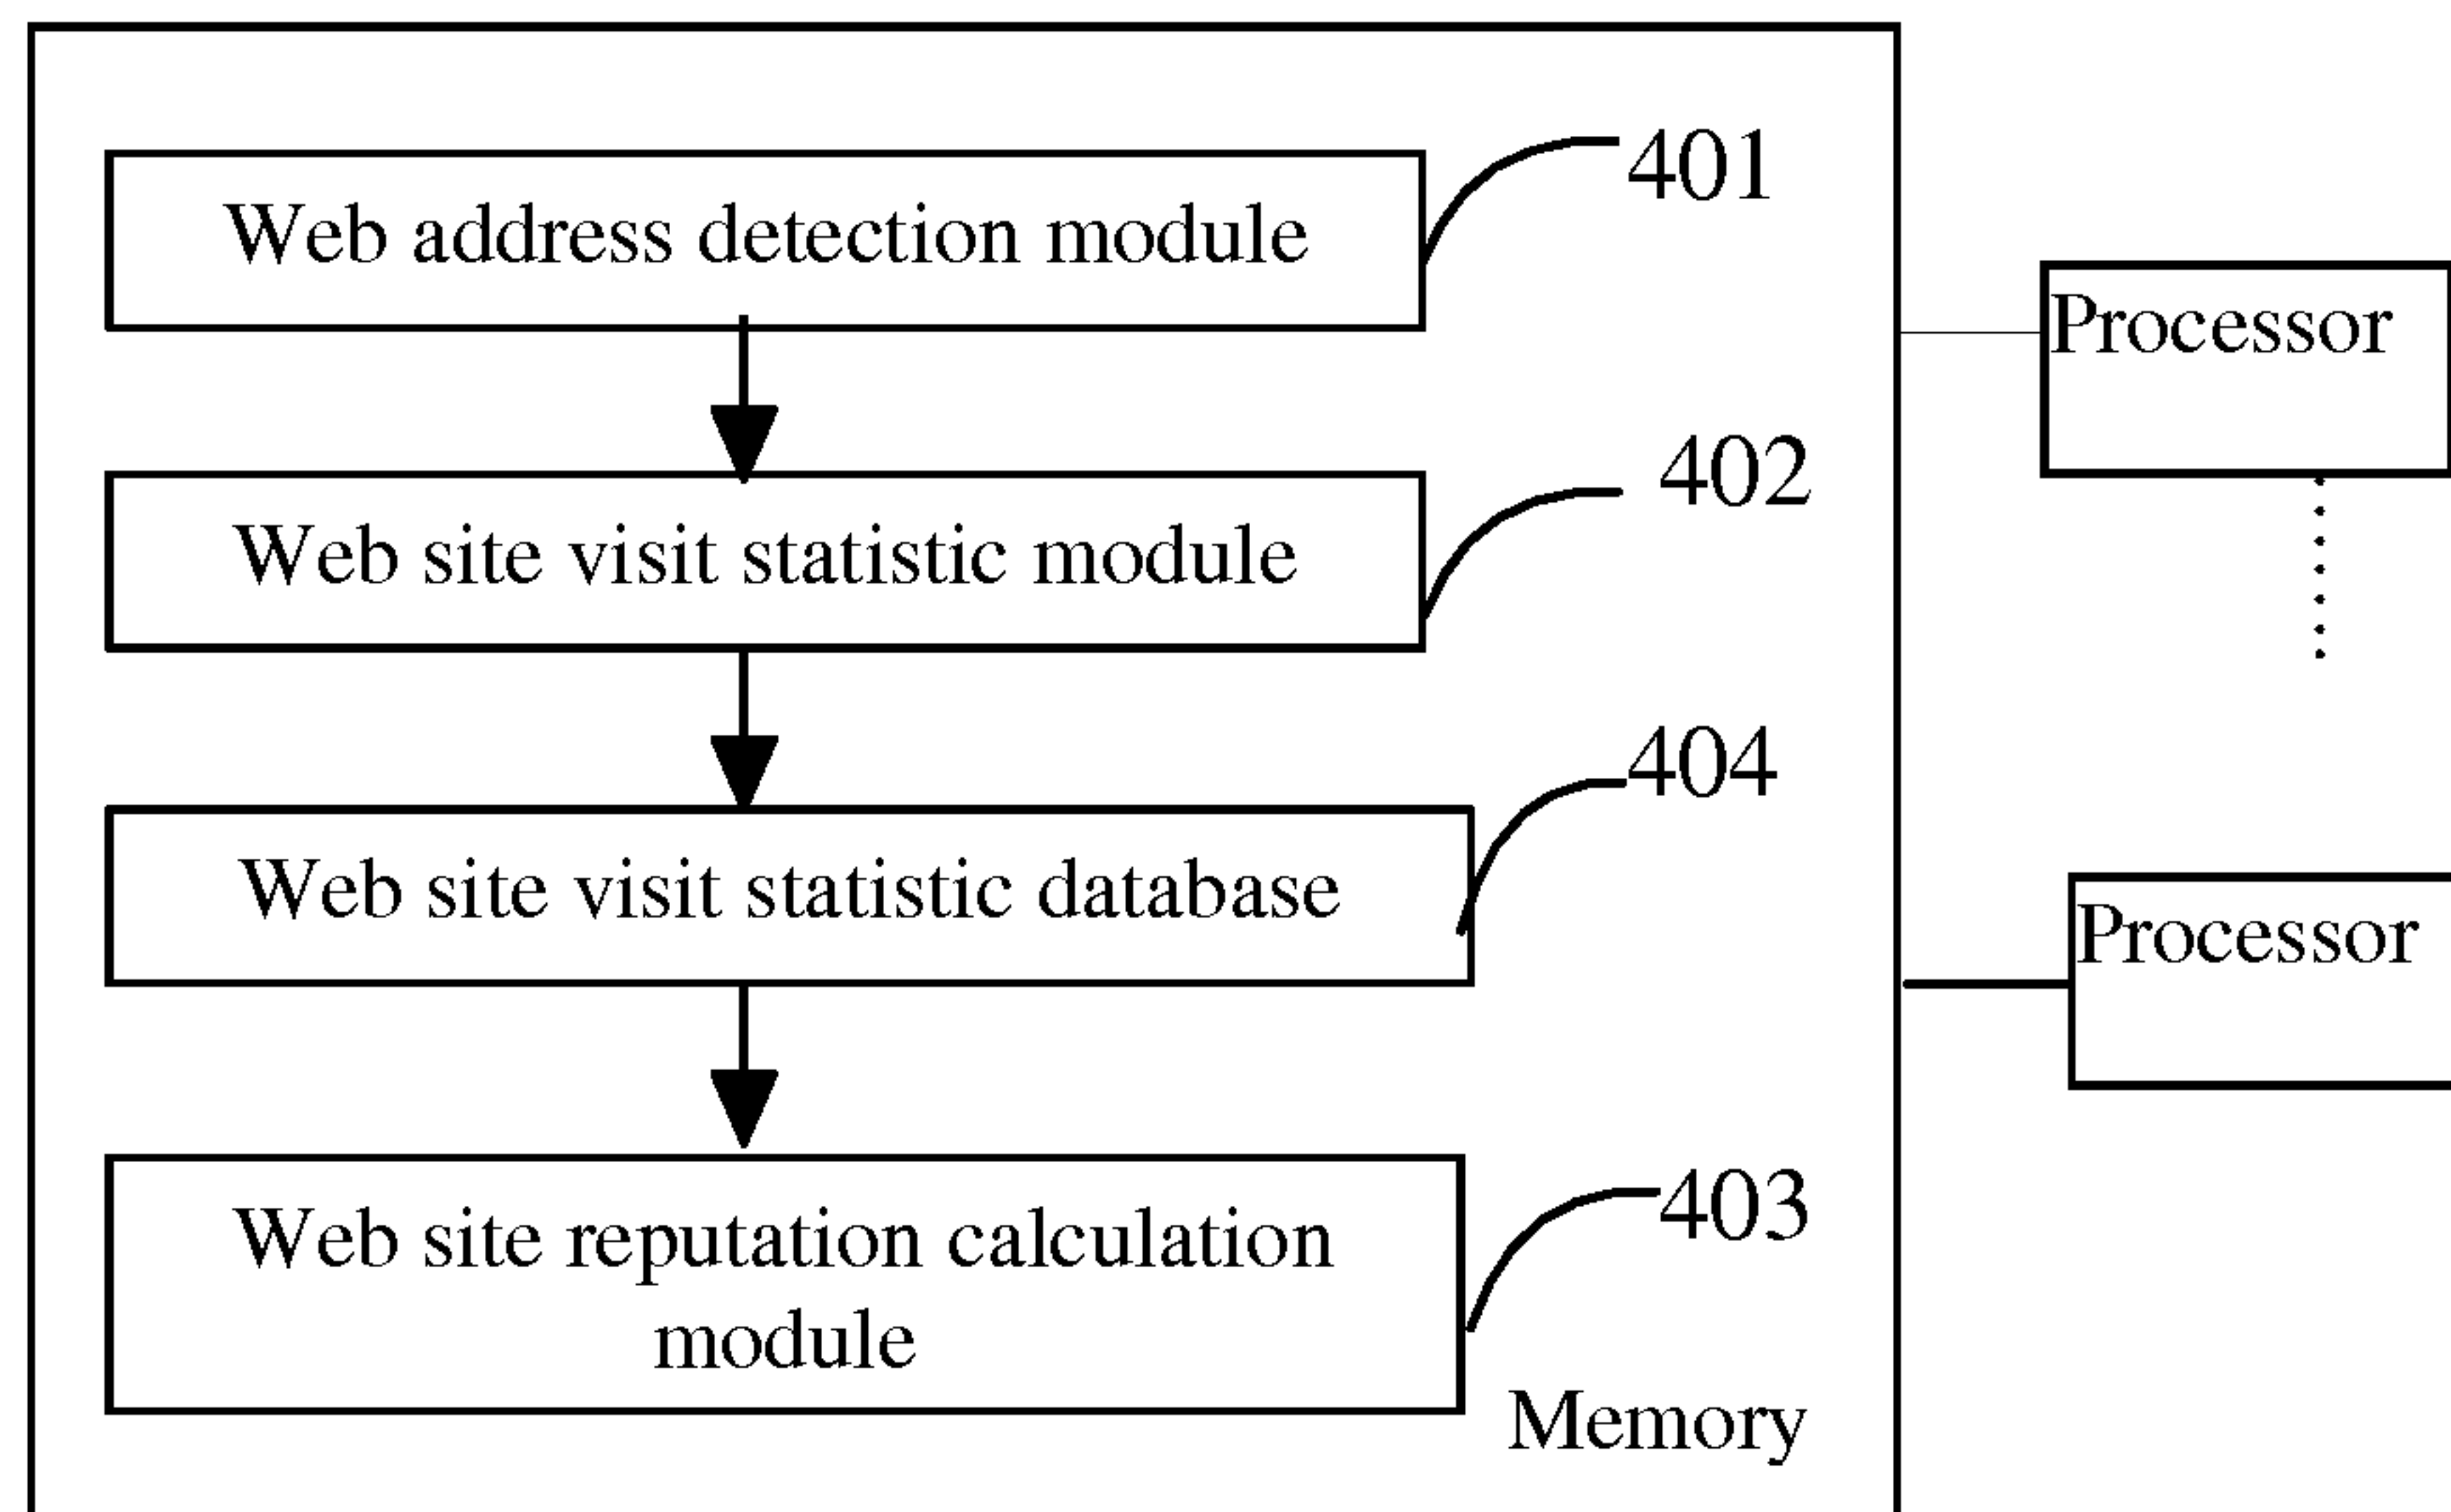 401
Web address detection module
Processor
402
Web site visit statistic module
404
Web site visit statistic database
Processor
403
Web site reputation calculation
module
Memory